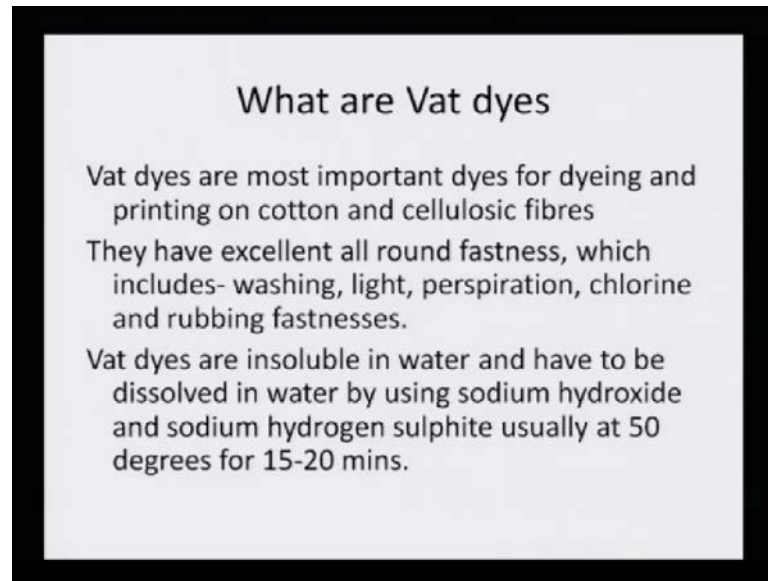 What are Vat dyes
Vat dyes are most important dyes for dyeing and
printing on cotton and cellulosic fibres
They have excellent all round fastness, which
includes- washing, light, perspiration, chlorine
and rubbing fastnesses.
Vat dyes are insoluble in water and have to be
dissolved in water by using sodium hydroxide
and sodium hydrogen sulphite usually at 50
degrees for 15-20 mins.